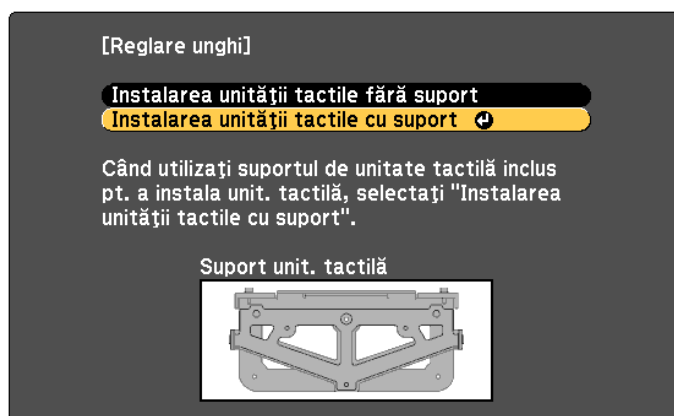 [Reglare unghi]
Instalarea unităţii tactile fără suport
Instalarea unităţii tactile cu suport
Când utilizaţi suportul de unitate tactilă inclus
pt. a instala unit. tactilă, selectaţi "Instalarea
unităţii tactile cu suport".
Suport unit. tactilă